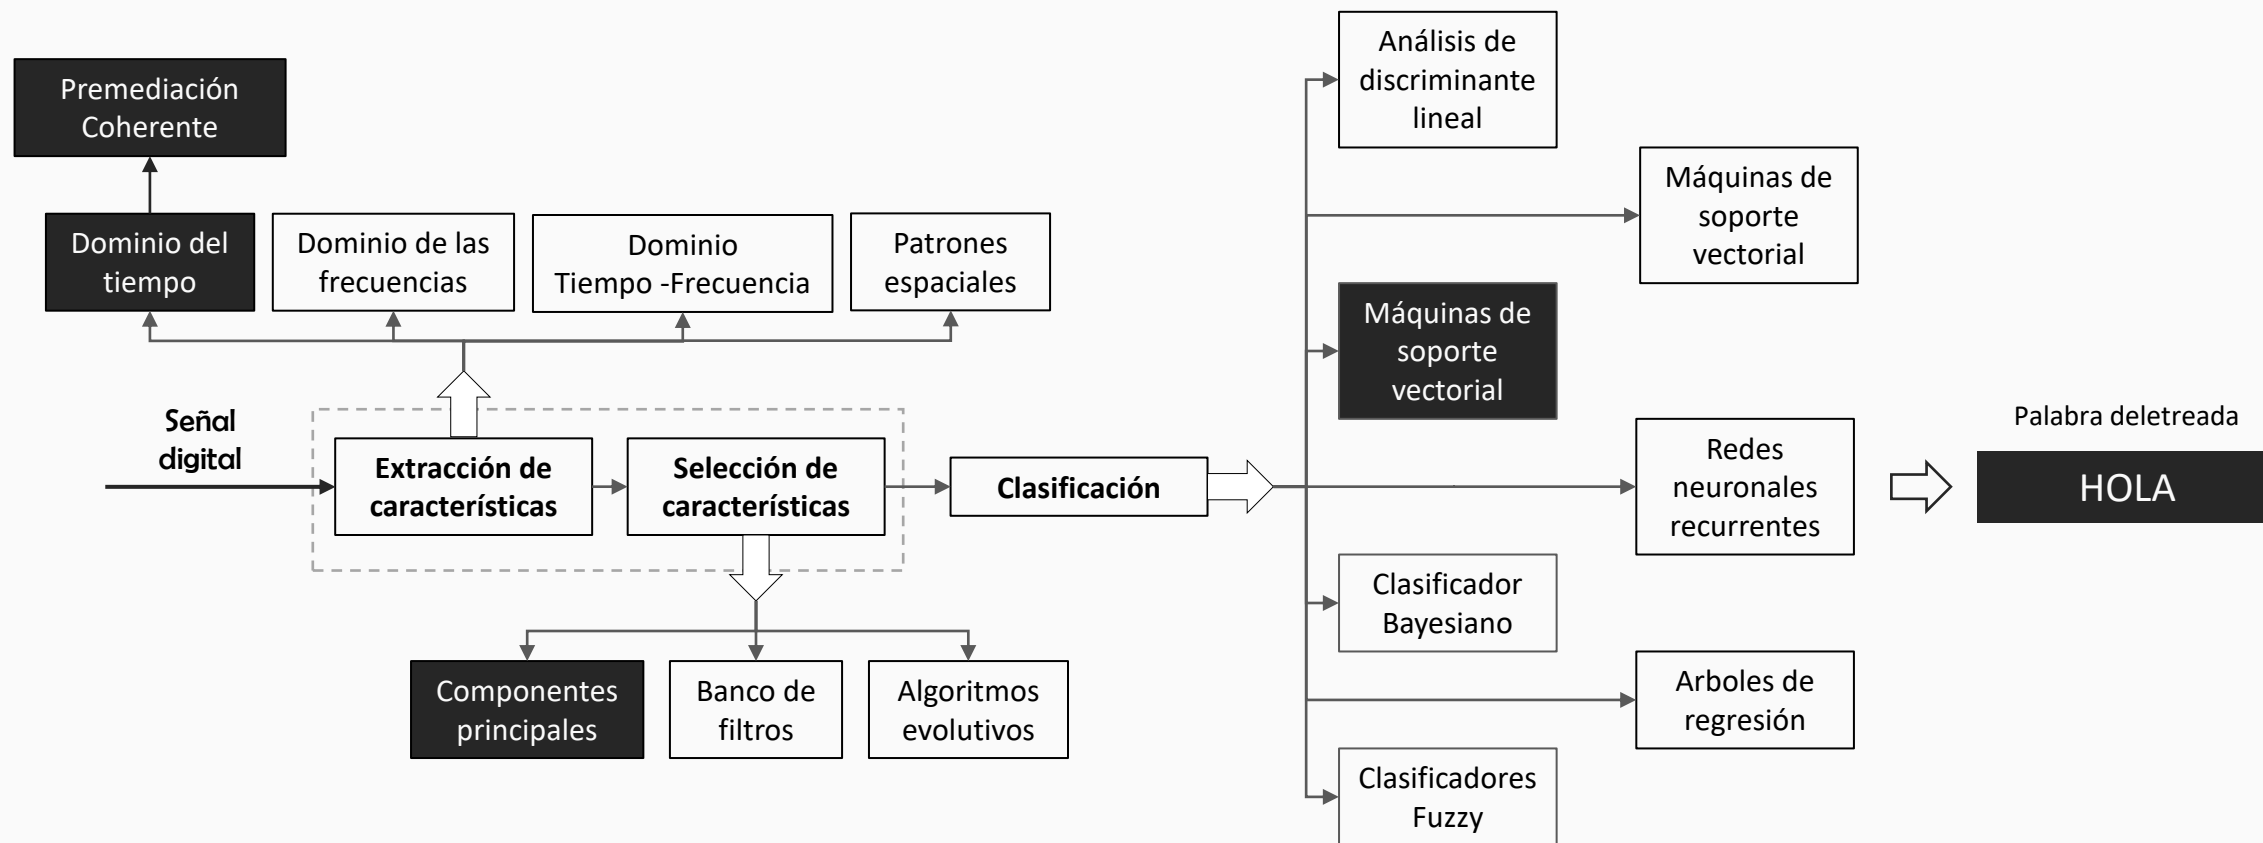 Premediación
Coherente
Dominio del
tiempo
Dominio de las
frecuencias
Dominio
Tiempo -Frecuencia
Patrones
espaciales
Señal
digital
Extracción de
características
Selección de
características
Componentes
principales
Banco de
filtros
Algoritmos
evolutivos
Clasificación
Análisis de
discriminante
lineal
Máquinas de
soporte
vectorial
Máquinas de
soporte
vectorial
Redes
neuronales
recurrentes
Clasificador
Bayesiano
Arboles de
regresión
Clasificadores
Fuzzy
Palabra deletreada
HOLA